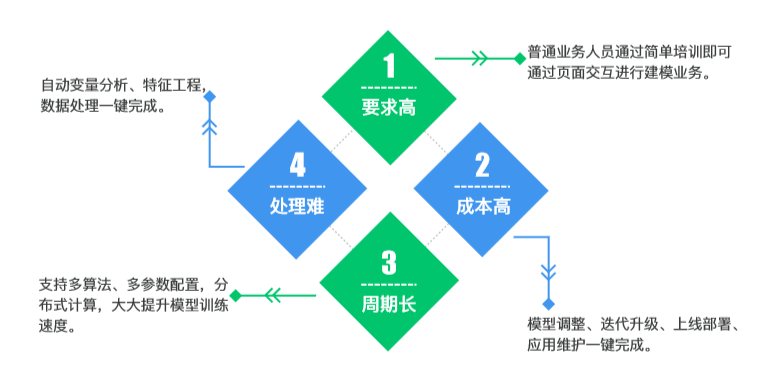 1
要求高
普通业务人员通过简单培训即可
通过页面交互进行建模业务。
2
成本高
模型调整、迭代升级、上线部署、
应用维护一键完成。
3
周期长
支持多算法、多参数配置，分
布式计算，大大提升模型训练
速度。
4
处理难
自动变量分析、特征工程，
数据处理一键完成。